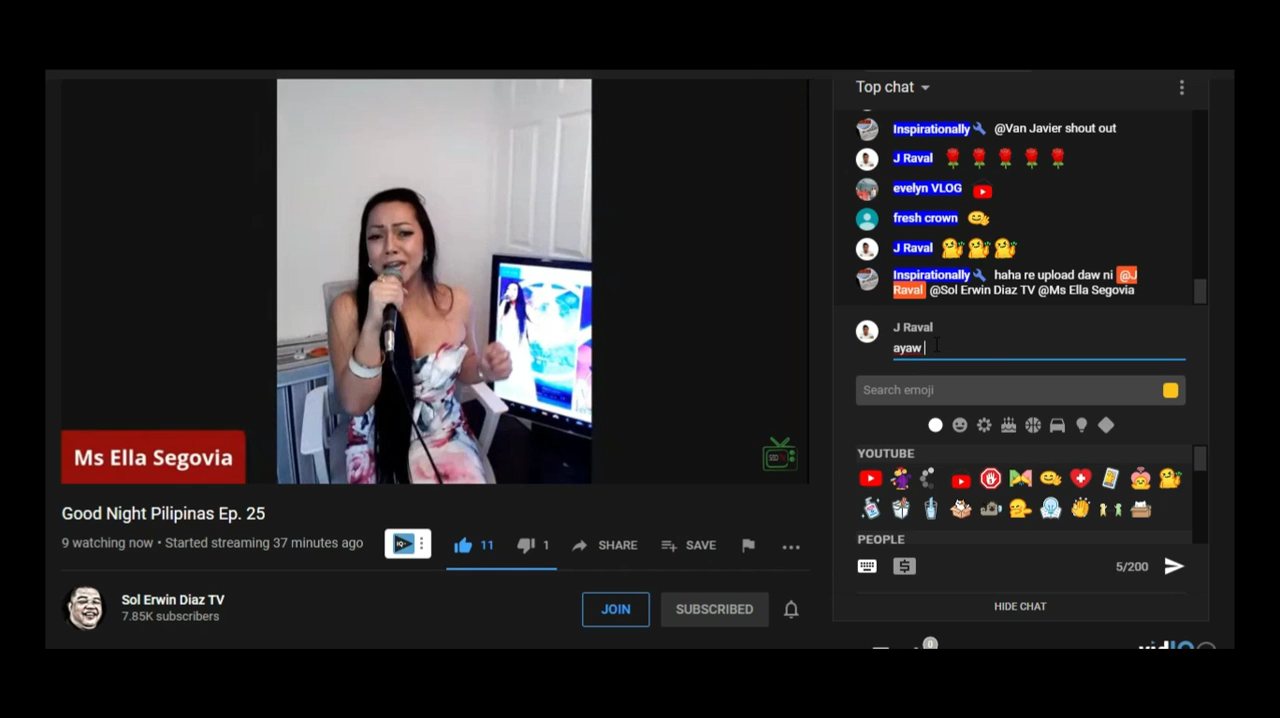 Top chat
Inspirationally @Van Javier shout out
J Raval
evelyn VLOG
fresh crown
J Raval
Inspirationally haha re upload daw ni @J
Raval @Sol Erwin Diaz TV @Ms Ella Segovia
J Raval
ayaw
Search emoji
YOUTUBE
PEOPLE
5/200
HIDE CHAT
Ms Ella Segovia
Good Night Pilipinas Ep. 25
9 watching now • Started streaming 37 minutes ago
IQ
11
1
SHARE
SAVE
Sol Erwin Diaz TV
7.85K subscribers
JOIN
SUBSCRIBED
0